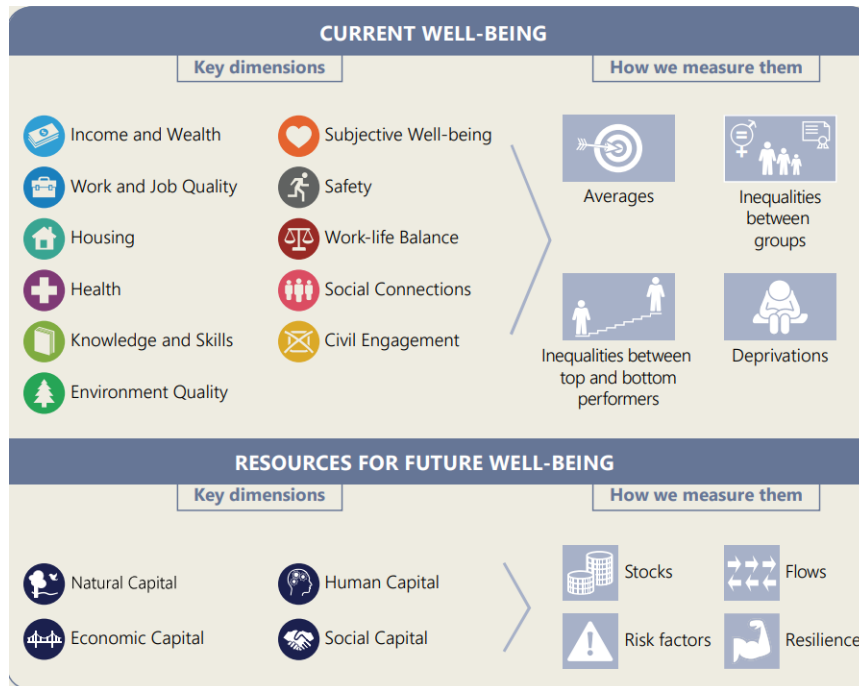 CURRENT WELL-BEING
Key dimensions
How we measure them
Income and Wealth
Work and Job Quality
Housing
Health
Knowledge and Skills
Environment Quality
Subjective Well-being
Safety
Work-life Balance
Social Connections
Civil Engagement
Averages
Inequalities
between
groups
Inequalities between
top and bottom
performers
Deprivations
RESOURCES FOR FUTURE WELL-BEING
Key dimensions
How we measure them
Natural Capital
Economic Capital
Human Capital
Social Capital
Stocks
Flows
Risk factors
Resilience